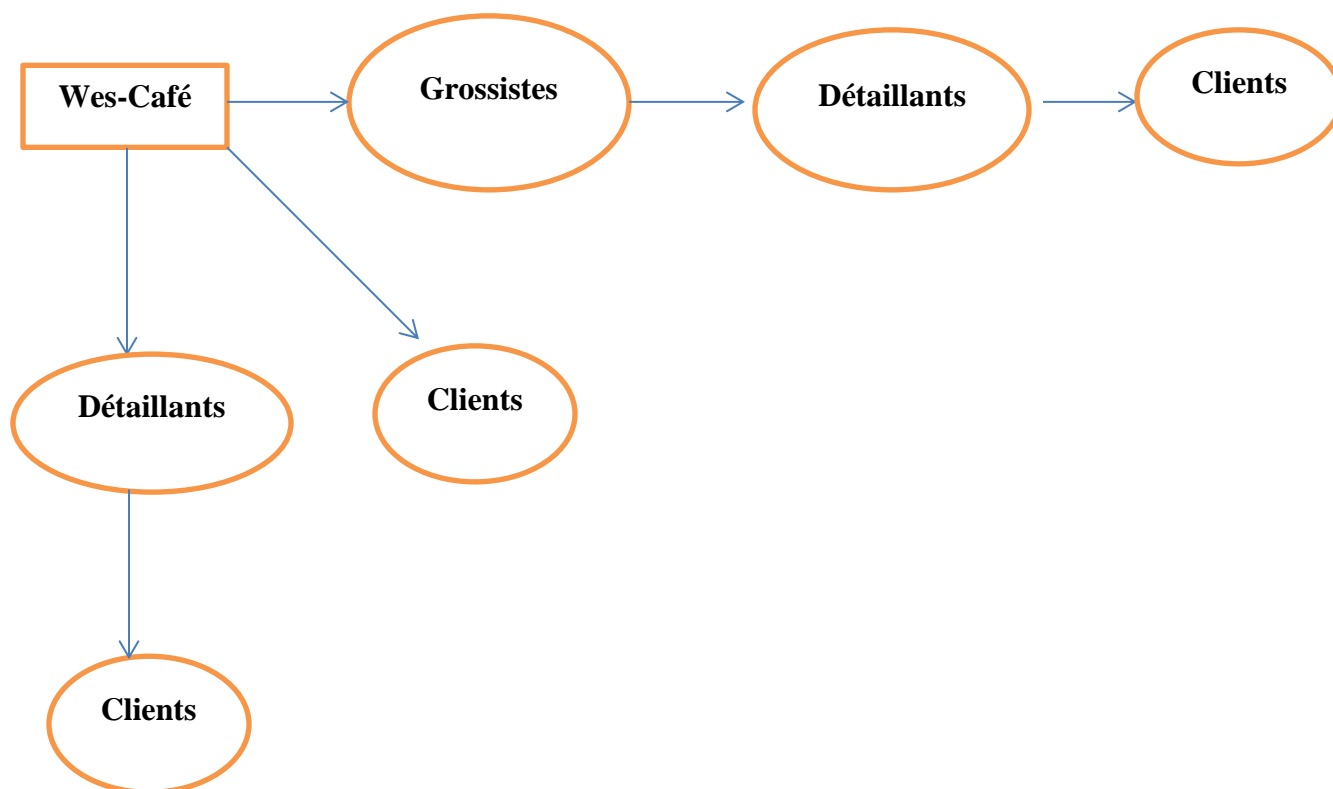 Wes-Café
Grossistes
Détaillants
Clients
Détaillants
Clients
Clients